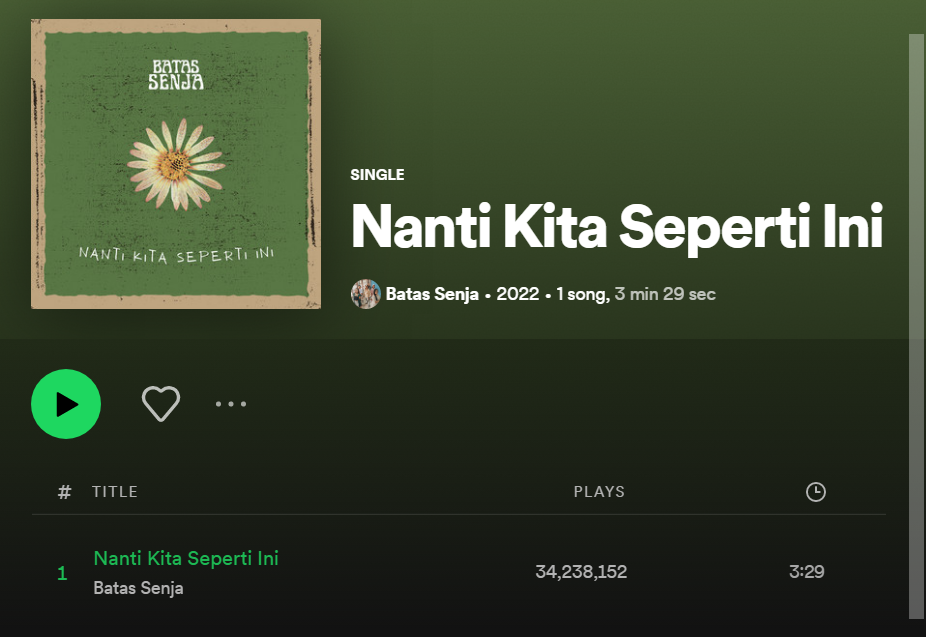 BATAS
SENJA
NANTI KITA SEPERTI INI
SINGLE
Nanti Kita Seperti Ini
Batas Senja • 2022 • 1 song, 3 min 29 sec
# TITLE PLAYS
1 Nanti Kita Seperti Ini 34,238,152 3:29
Batas Senja